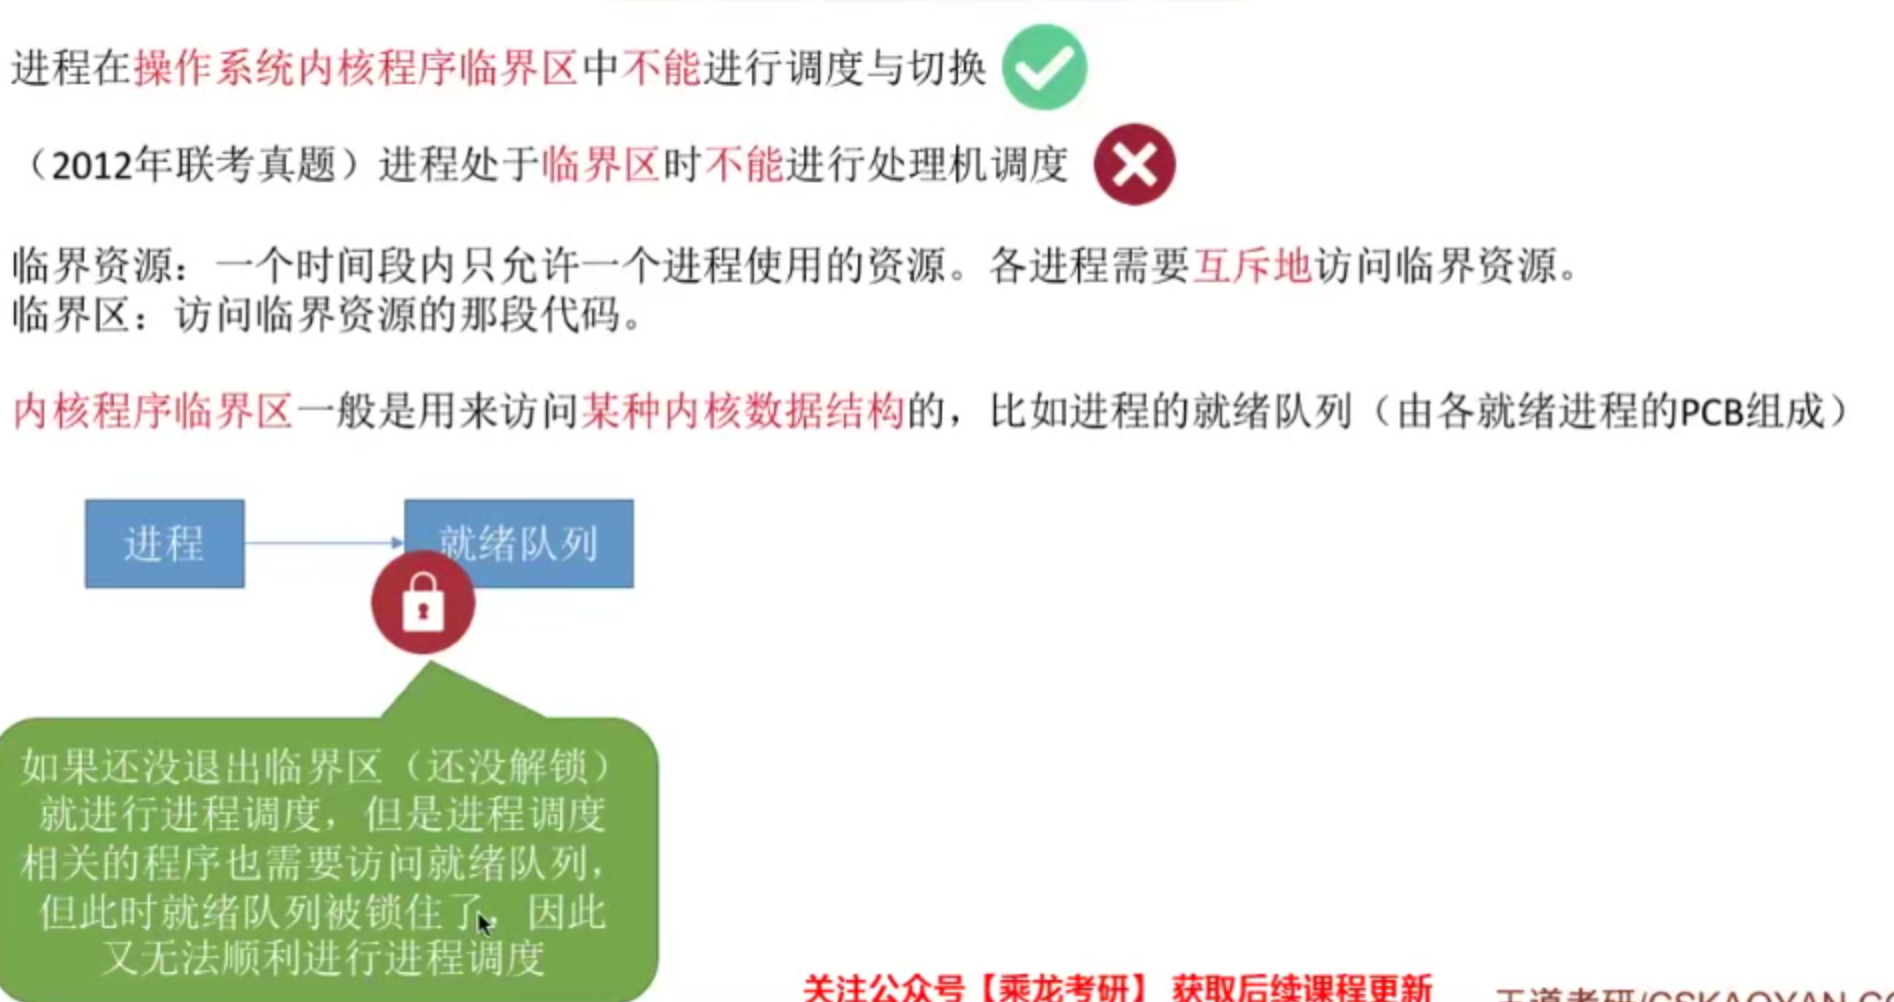 进程在操作系统内核程序临界区中不能进行调度与切换
（2012年联考真题）进程处于临界区时不能进行处理机调度
临界资源：一个时间段内只允许一个进程使用的资源。各进程需要互斥地访问临界资源。
临界区：访问临界资源的那段代码。
内核程序临界区一般是用来访问某种内核数据结构的，比如进程的就绪队列（由各就绪进程的PCB组成）
进程
就绪队列
如果还没退出临界区（还没解锁）
就进行进程调度，但是进程调度
相关的程序也需要访问就绪队列，
但此时就绪队列被锁住了，因此
又无法顺利进行进程调度
关注公众号【乘龙考研】 获取后续课程更新
王道考研/CSKAOYAN.CO